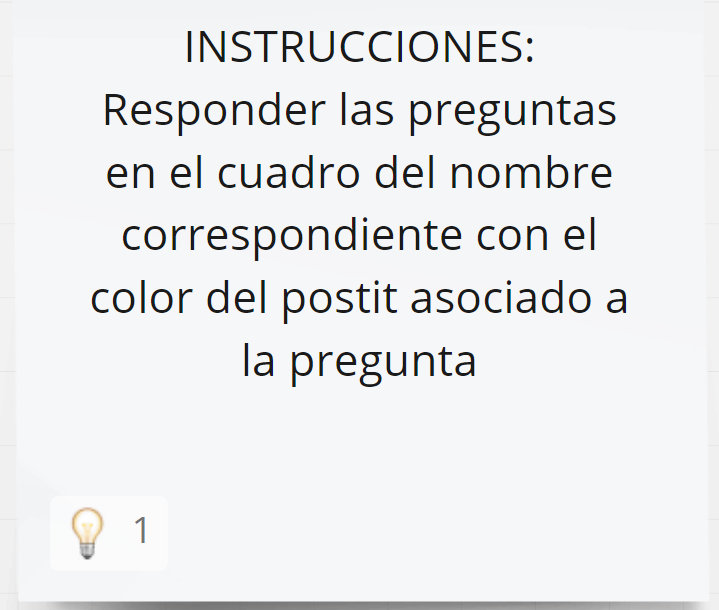 INSTRUCCIONES:
Responder las preguntas
en el cuadro del nombre
correspondiente con el
color del postit asociado a
la pregunta
1